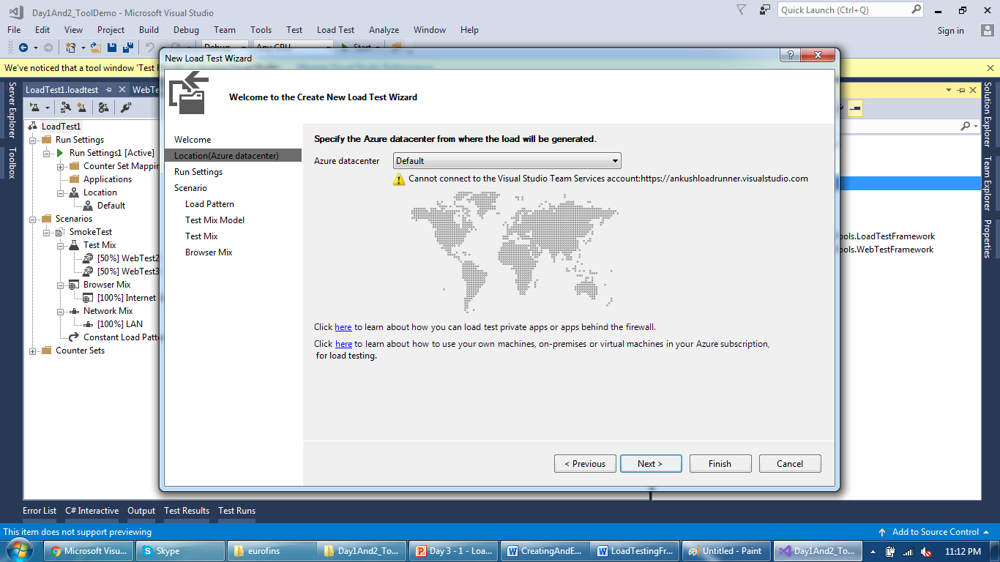 Day1And2_ToolDemo - Microsoft Visual Studio
Quick Launch (Ctrl+Q)
File Edit View Project Build Debug Team Tools Test Load Test Analyze Window Help
Sign in
Debug Any CPU Start
We've noticed that a tool window 'Test
New Load Test Wizard
Welcome to the Create New Load Test Wizard
Server Explorer
Toolbox
LoadTest1.loadtest WebTe
LoadTest1
Run Settings
Run Settings1 [Active]
Counter Set Mappin
Applications
Location
Default
Scenarios
SmokeTest
Test Mix
[50%] WebTest2
[50%] WebTest3
Browser Mix
[100%] Internet
Network Mix
[100%] LAN
Constant Load Patte
Counter Sets
Welcome
Location(Azure datacenter)
Run Settings
Scenario
Load Pattern
Test Mix Model
Test Mix
Browser Mix
Specify the Azure datacenter from where the load will be generated.
Azure datacenter Default
Cannot connect to the Visual Studio Team Services account:https://ankushloadrunner.visualstudio.com
Click here to learn about how you can load test private apps or apps behind the firewall.
Click here to learn about how to use your own machines, on-premises or virtual machines in your Azure subscription,
for load testing.
< Previous Next > Finish Cancel
ools.LoadTestFramework
ools.WebTestFramework
Solution Explorer
Team Explorer
Properties
Error List C# Interactive Output Test Results Test Runs
This item does not support previewing
Add to Source Control
Microsoft Visu... Skype eurofins Day1And2_To... Day 3 - 1 - Loa... CreatingAndE... LoadTestingFr... Untitled - Paint Day1And2_To... 11:12 PM